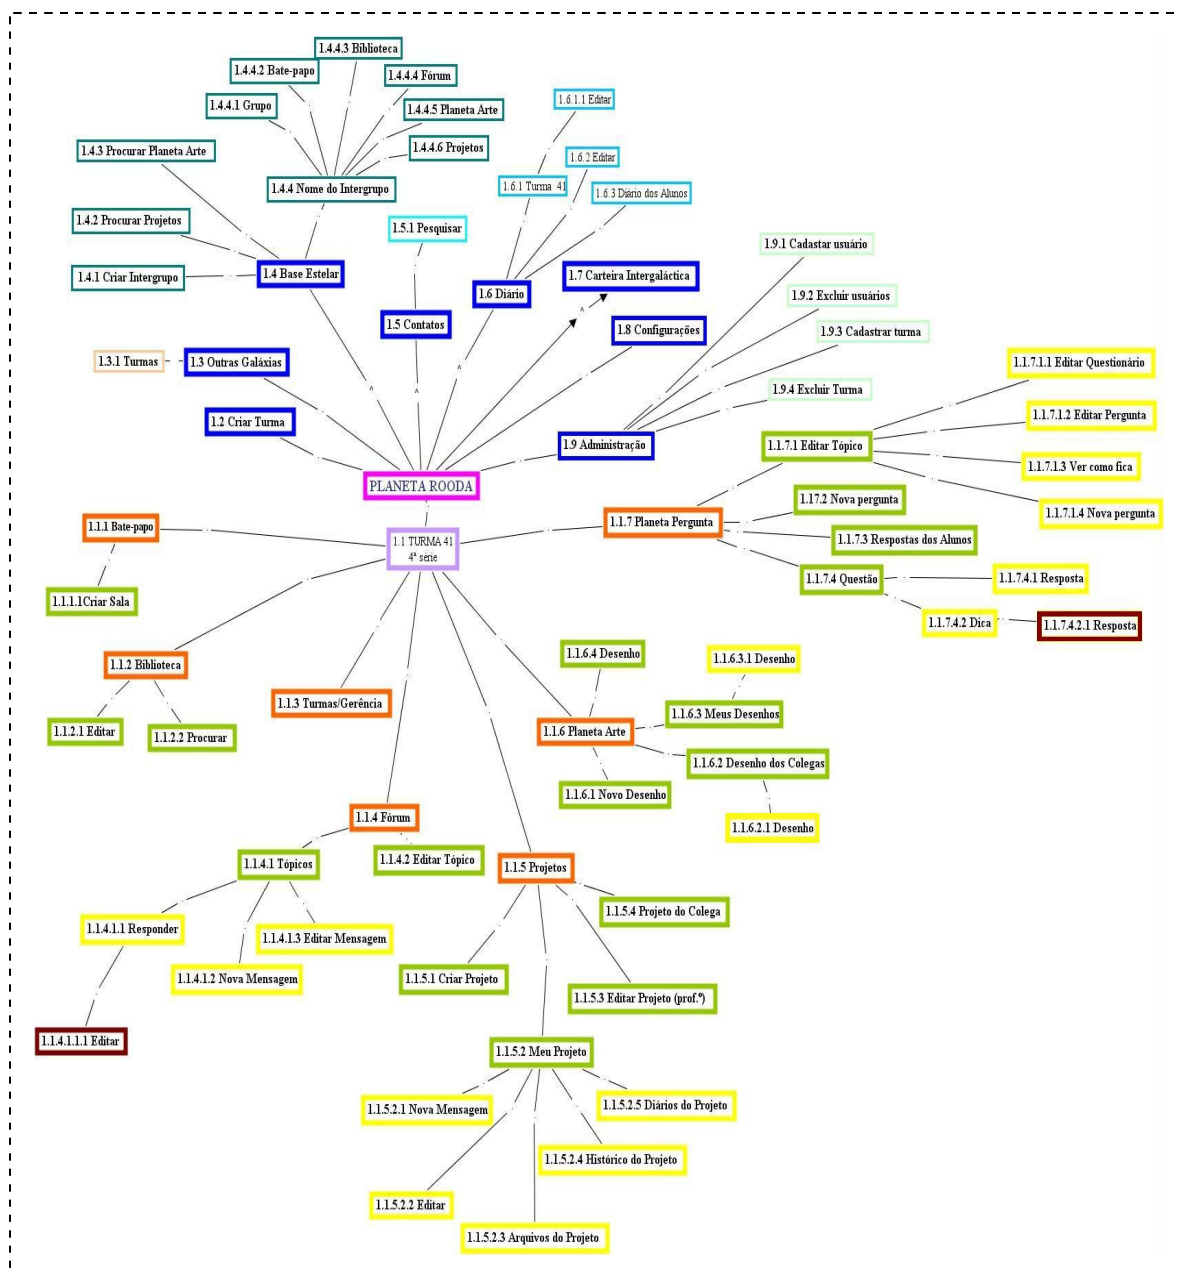 1.4.4.3 Biblioteca
1.4.4.2 Bate-papo
1.4.4.4 Fórum
1.4.4.1 Grupo
1.4.4.5 Planeta Arte
1.4.4.6 Projetos
1.4.3 Procurar Planeta Arte
1.4.4 Nome do Intergrupo
1.4.2 Procurar Projetos
1.4.1 Criar Intergrupo
1.4 Base Estelar
1.5.1 Pesquisar
1.5 Contatos
1.6.1.1 Editar
1.6.2 Editar
1.6.1 Turma 41
1.6.3 Diário dos Alunos
1.6 Diário
1.7 Carteira Intergaláctica
1.8 Configurações
1.9.1 Cadastar usuário
1.9.2 Excluir usuários
1.9.3 Cadastrar turma
1.9.4 Excluir Turma
1.9 Administração
1.3.1 Turmas
1.3 Outras Galáxias
1.2 Criar Turma
PLANETA ROODA
1.1 TURMA 41
4ª série
1.1.7.1.1 Editar Questionário
1.1.7.1.2 Editar Pergunta
1.1.7.1 Editar Tópico
1.1.7.1.3 Ver como fica
1.1.7.1.4 Nova pergunta
1.17.2 Nova pergunta
1.1.7 Planeta Pergunta
1.1.7.3 Respostas dos Alunos
1.1.7.4 Questão
1.1.7.4.1 Resposta
1.1.7.4.2 Dica
1.1.7.4.2.1 Resposta
1.1.1 Bate-papo
1.1.1.1Criar Sala
1.1.2 Biblioteca
1.1.2.1 Editar
1.1.2.2 Procurar
1.1.3 Turmas/Gerência
1.1.6.4 Desenho
1.1.6.3.1 Desenho
1.1.6.3 Meus Desenhos
1.1.6 Planeta Arte
1.1.6.2 Desenho dos Colegas
1.1.6.1 Novo Desenho
1.1.6.2.1 Desenho
1.1.4 Fórum
1.1.4.2 Editar Tópico
1.1.4.1 Tópicos
1.1.4.1.1 Responder
1.1.4.1.3 Editar Mensagem
1.1.4.1.2 Nova Mensagem
1.1.4.1.1.1 Editar
1.1.5 Projetos
1.1.5.4 Projeto do Colega
1.1.5.1 Criar Projeto
1.1.5.3 Editar Projeto (prof.º)
1.1.5.2 Meu Projeto
1.1.5.2.1 Nova Mensagem
1.1.5.2.5 Diários do Projeto
1.1.5.2.4 Histórico do Projeto
1.1.5.2.2 Editar
1.1.5.2.3 Arquivos do Projeto